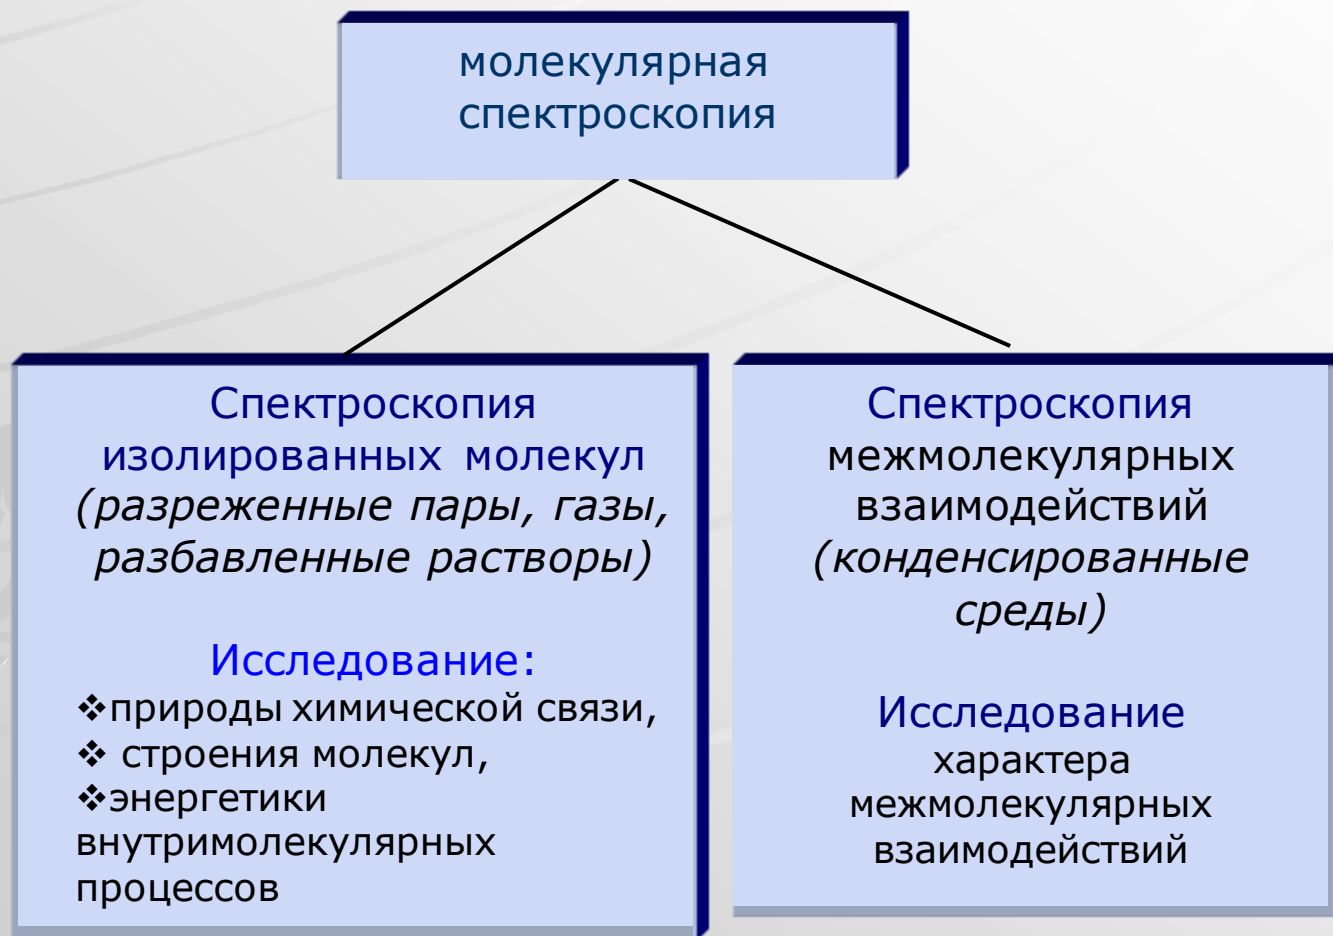 молекулярная
спектроскопия
Спектроскопия
изолированных молекул
(разреженные пары, газы,
разбавленные растворы)
Исследование:
❖природы химической связи,
❖ строения молекул,
❖энергетики
внутримолекулярных
процессов
Спектроскопия
межмолекулярных
взаимодействий
(конденсированные
среды)
Исследование
характера
межмолекулярных
взаимодействий